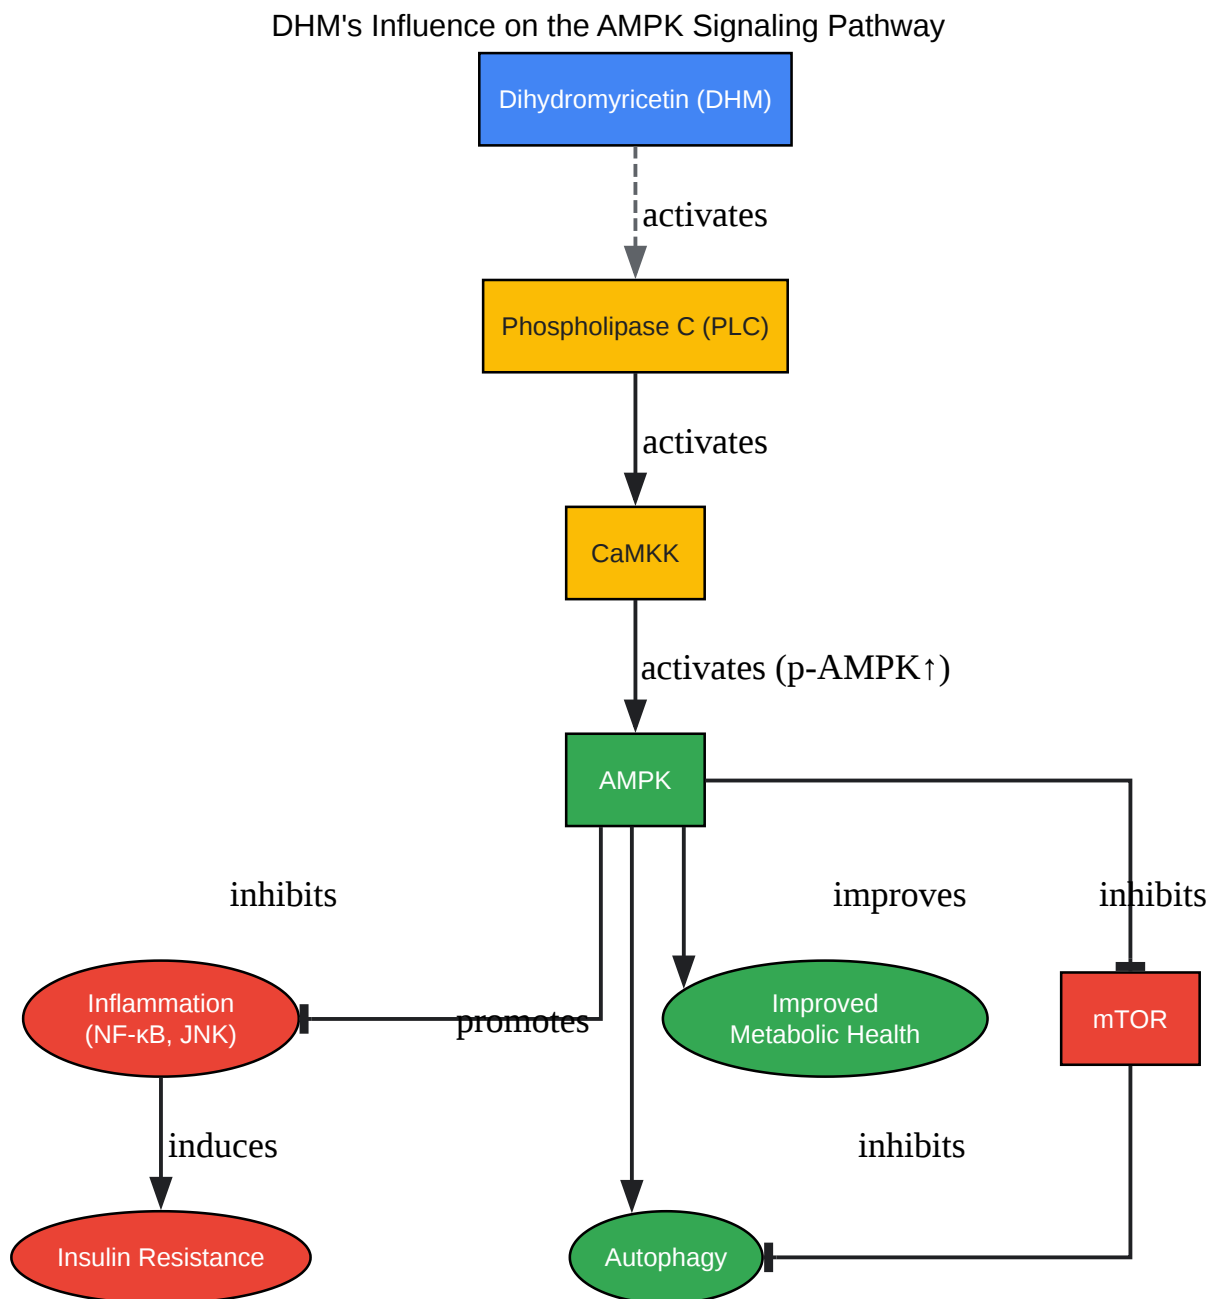 DHM's Influence on the AMPK Signaling Pathway
Dihydromyricetin (DHM)
activates
Phospholipase C (PLC)
activates
CaMKK
activates (p-AMPK↑)
AMPK
inhibits
improves
inhibits
Inflammation
(NF-κB, JNK)
promotes
Improved
Metabolic Health
mTOR
induces
inhibits
Insulin Resistance
Autophagy